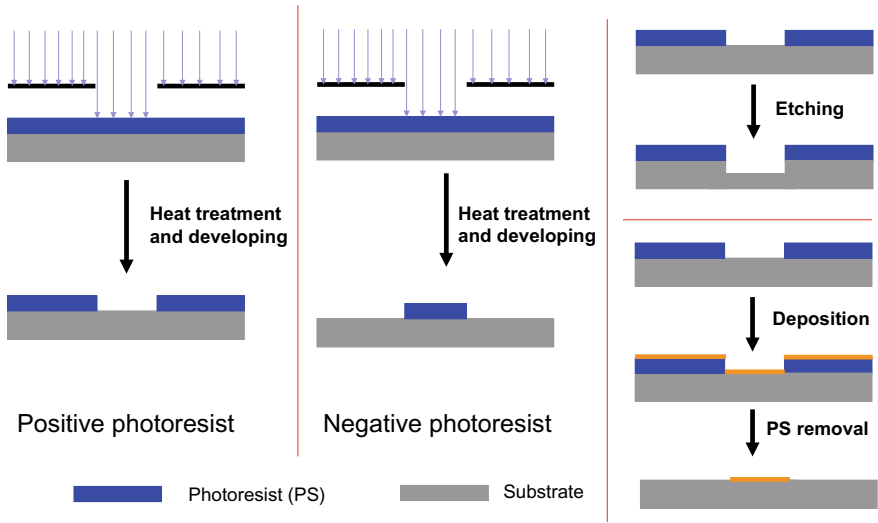 Heat treatment
and developing
Positive photoresist
Heat treatment
and developing
Negative photoresist
Etching
Deposition
PS removal
Photoresist (PS)
Substrate